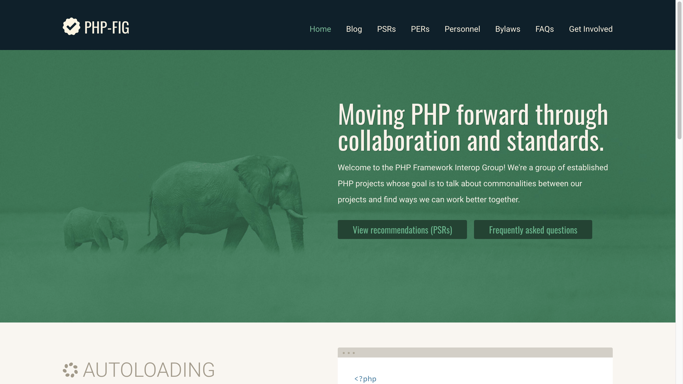 PHP-FIG
Home Blog PSRs PERs Personnel Bylaws FAQs Get Involved
Moving PHP forward through
collaboration and standards.
Welcome to the PHP Framework Interop Group! We're a group of established
PHP projects whose goal is to talk about commonalities between our
projects and find ways we can work better together.
View recommendations (PSRs) Frequently asked questions
AUTOLOADING
<?php